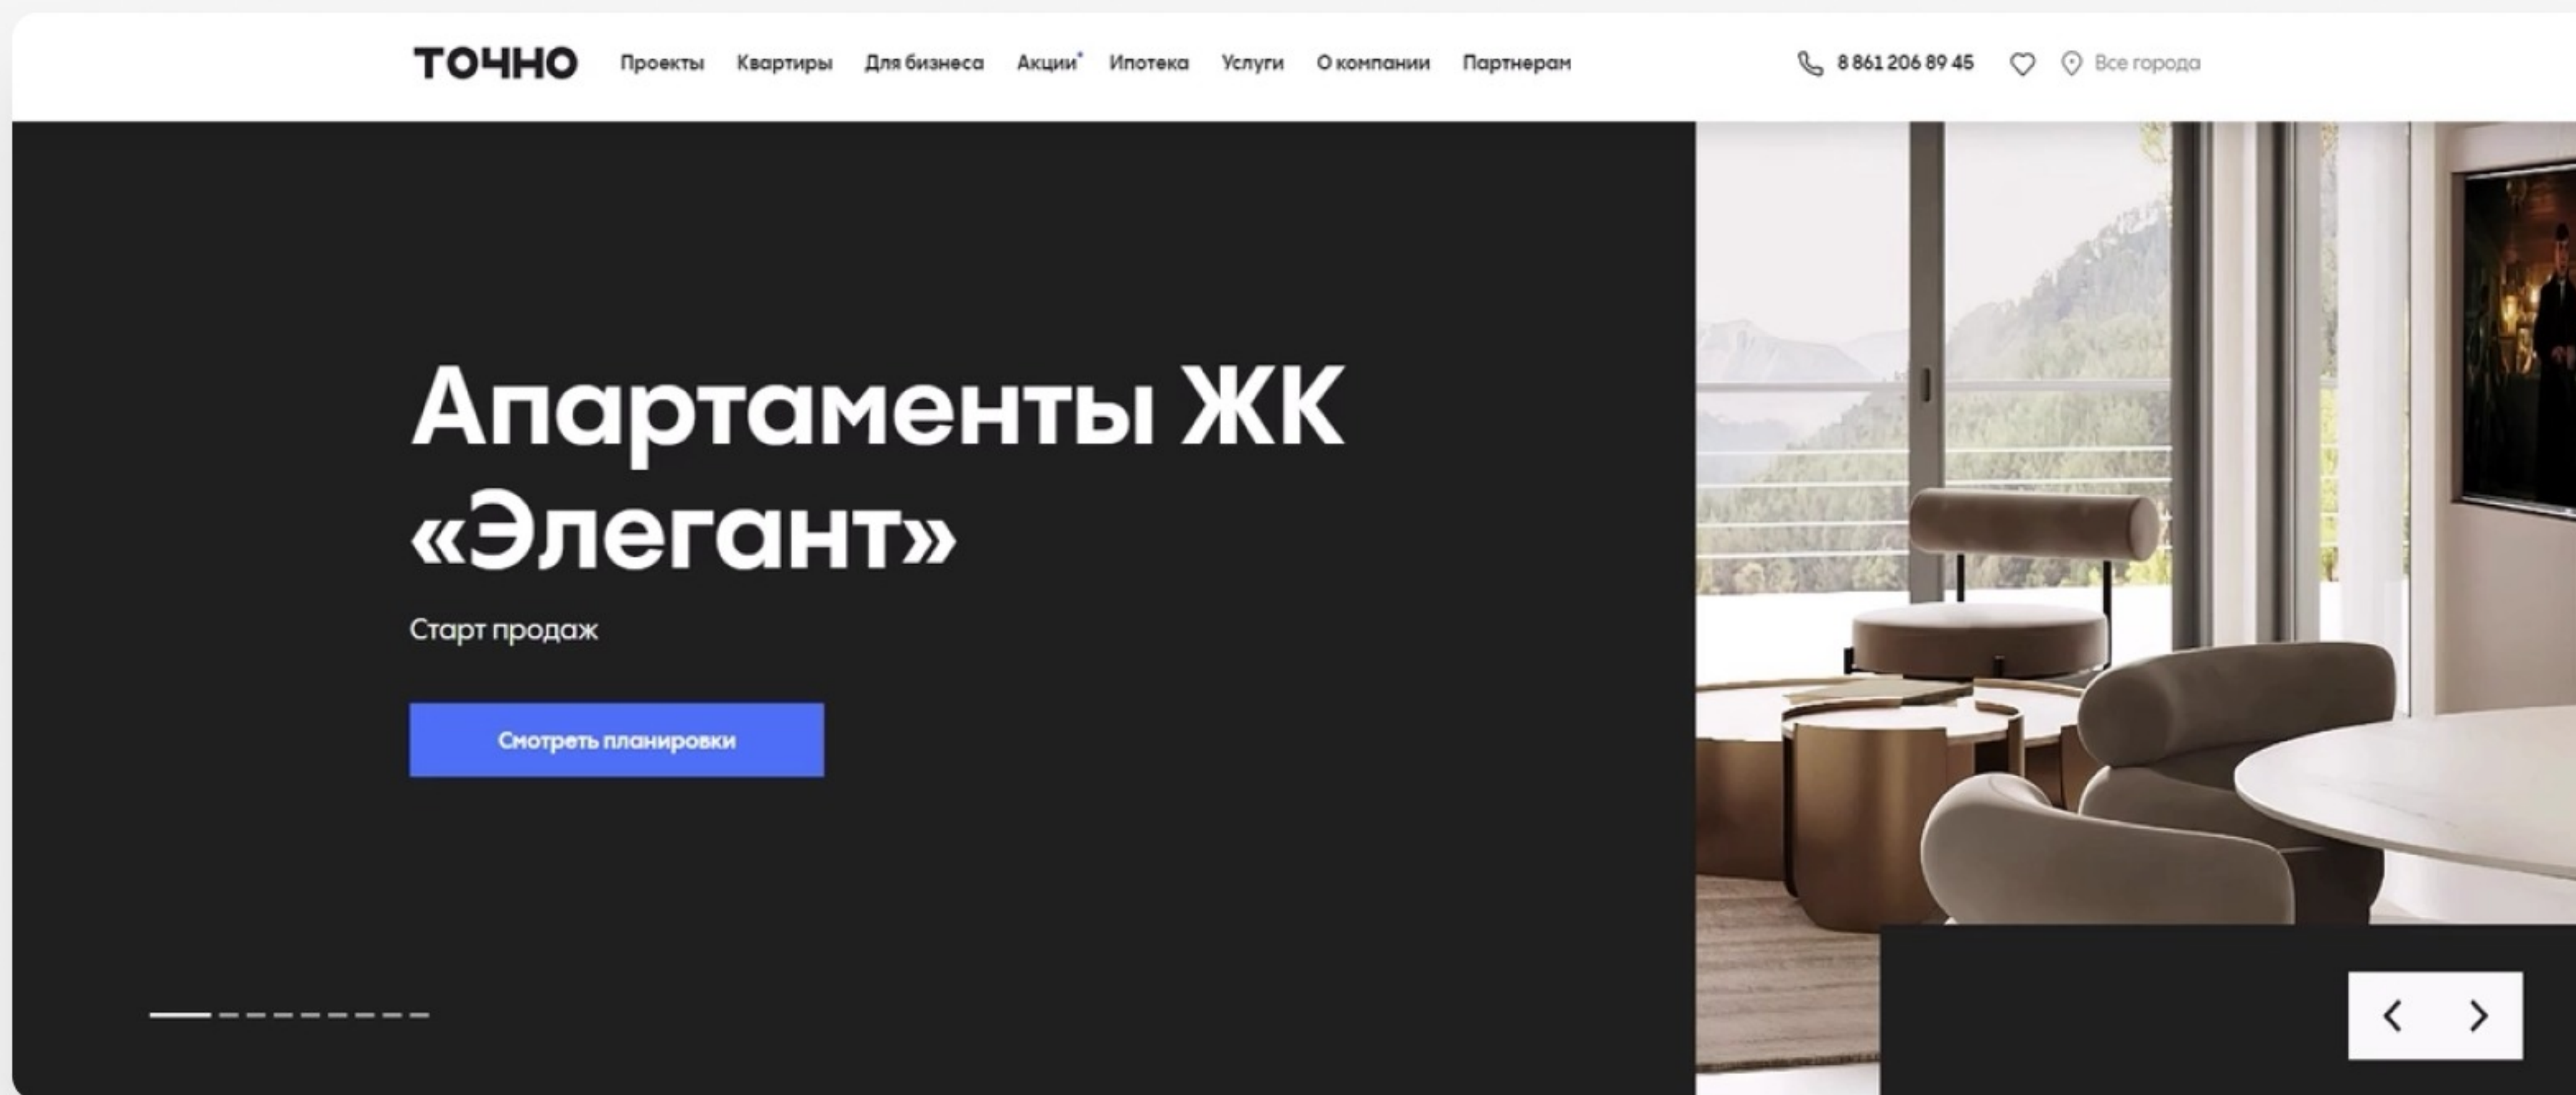 ТОЧНО
Проекты Квартиры Для бизнеса Акции Ипотека Услуги О компании Партнерам
8 861 206 89 45 Все города
Апартаменты ЖК
«Элегант»
Старт продаж
Смотреть планировки